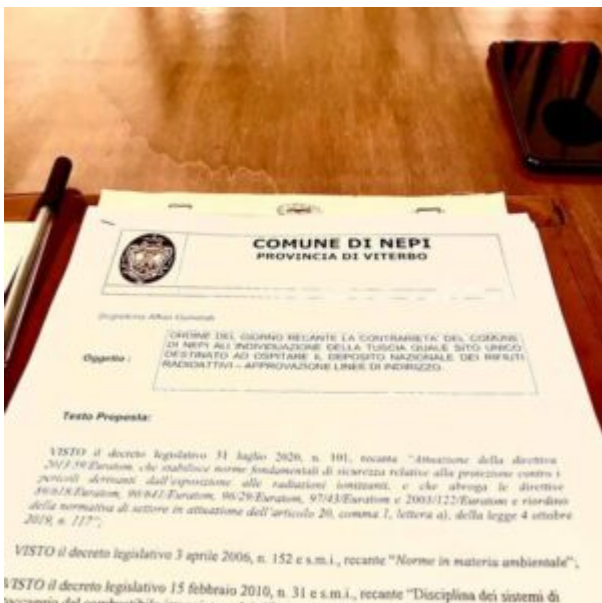 COMUNE DI NEPI
PROVINCIA DI VITERBO
Segreteria Affari Generali
Oggetto :
ORDINE DEL GIORNO RECANTE LA CONTRARIETA' DEL COMUNE
DI NEPI ALL'INDIVIDUAZIONE DELLA TUSCIA QUALE SITO UNICO
DESTINATO AD OSPITARE IL DEPOSITO NAZIONALE DEI RIFIUTI
RADIOATTIVI – APPROVAZIONE LINEE DI INDIRIZZO.
Testo Proposta:
VISTO il decreto legislativo 31 luglio 2020, n. 101, recante "Attuazione della direttiva
2013/59/Euratom, che stabilisce norme fondamentali di sicurezza relative alla protezione contro i
pericoli derivanti dall'esposizione alle radiazioni ionizzanti, e che abroga le direttive
89/618/Euratom, 90/641/Euratom, 96/29/Euratom, 97/43/Euratom e 2003/122/Euratom e riordino
della normativa di settore in attuazione dell'articolo 20, comma 1, lettera a), della legge 4 ottobre
2019, n. 117";
VISTO il decreto legislativo 3 aprile 2006, n. 152 e s.m.i., recante "Norme in materia ambientale";
VISTO il decreto legislativo 15 febbraio 2010, n. 31 e s.m.i., recante "Disciplina dei sistemi di